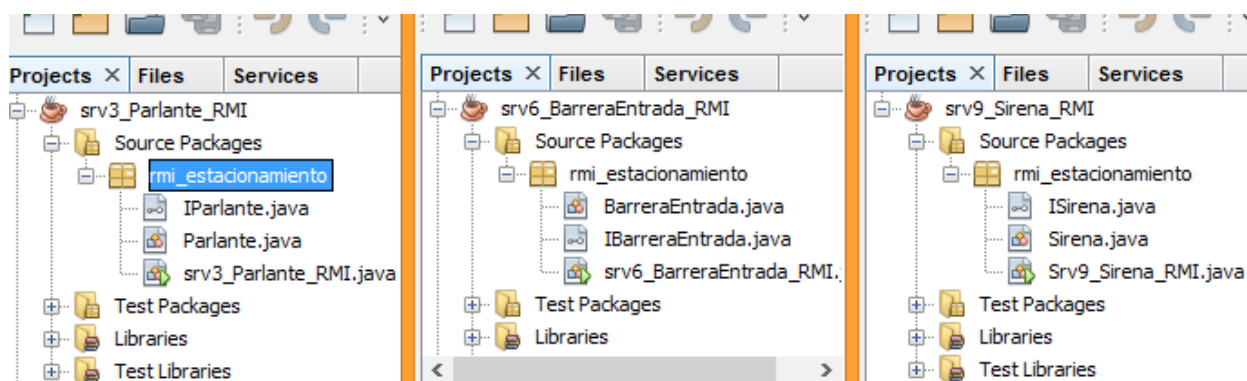 Projects Files Services
srv3_Parlante_RMI
Source Packages
rmi_estacionamiento
IParlante.java
Parlante.java
srv3_Parlante_RMI.java
Test Packages
Libraries
Test Libraries
Projects Files Services
srv6_BarreraEntrada_RMI
Source Packages
rmi_estacionamiento
BarreraEntrada.java
IBarreraEntrada.java
srv6_BarreraEntrada_RMI.
Test Packages
Libraries
Projects Files Services
srv9_Sirena_RMI
Source Packages
rmi_estacionamiento
ISirena.java
Sirena.java
Srv9_Sirena_RMI.java
Test Packages
Libraries
Test Libraries